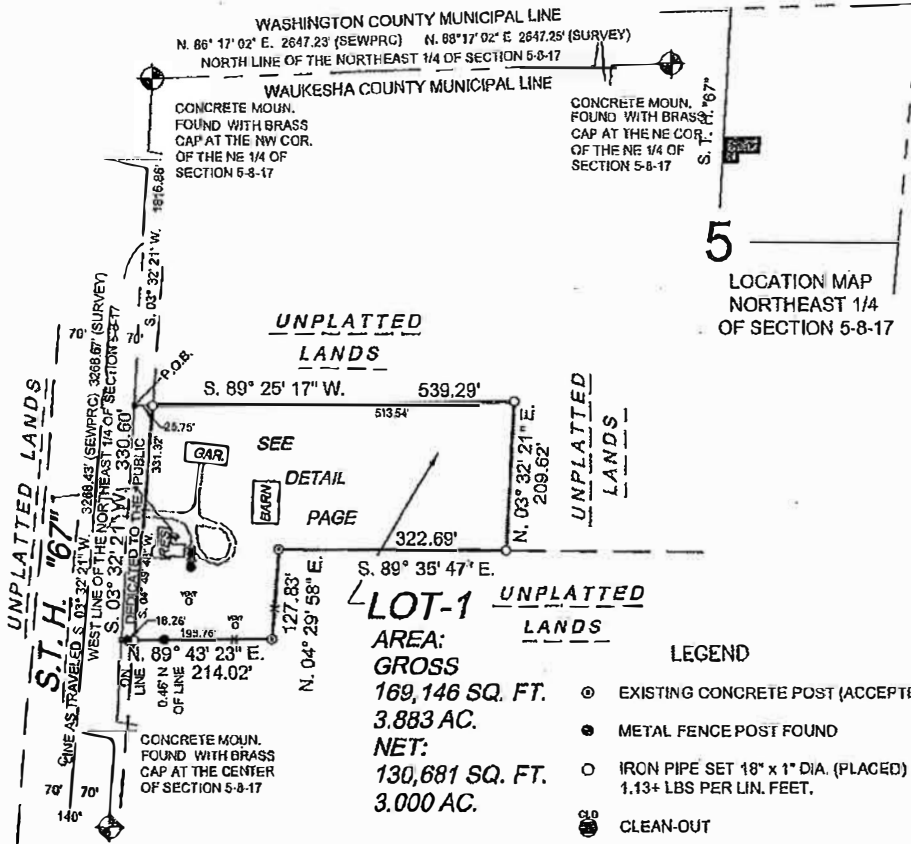 WASHINGTON COUNTY MUNICIPAL LINE
N. 86° 17' 02" E. 2647.23' (SEWPRC) N. 88° 17' 02" E 2647.25' (SURVEY)
NORTH LINE OF THE NORTHEAST 1/4 OF SECTION 5-8-17
WAUKESHA COUNTY MUNICIPAL LINE
CONCRETE MOUN.
FOUND WITH BRASS
CAP AT THE NW COR.
OF THE NE 1/4 OF
SECTION 5-8-17
CONCRETE MOUN.
FOUND WITH BRASS
CAP AT THE NE COR.
OF THE NE 1/4 OF
SECTION 5-8-17
S. T. H. "67"
5
LOCATION MAP
NORTHEAST 1/4
OF SECTION 5-8-17
1816.86'
S. 03° 32' 21" W.
UNPLATTED
LANDS
70' 70'
P.O.B.
S. 89° 25' 17" W. 539.29'
513.54'
25.75'
UNPLATTED LANDS
S.T. H. "67"
LINE AS TRAVELED S. 03° 32' 21" W. 3268.43' (SEWPRC) 3268.67' (SURVEY)
WEST LINE OF THE NORTHEAST 1/4 OF SECTION 5-8-17
S. 03° 32' 21" W. 330.60'
DEDICATED TO THE PUBLIC
331.32'
GAR.
SEE
DETAIL
PAGE
BARN
RES
N. 03° 32' 21" E.
209.62'
UNPLATTED
LANDS
322.69'
S. 89° 35' 47" E.
127.83'
N. 04° 29' 58" E.
VENT
VENT
18.26'
199.76'
N. 89° 43' 23" E.
214.02'
ON
LINE
0.46' N
OF LINE
LOT-1
UNPLATTED
LANDS
AREA:
GROSS
169,146 SQ. FT.
3.883 AC.
NET:
130,681 SQ. FT.
3.000 AC.
CONCRETE MOUN.
FOUND WITH BRASS
CAP AT THE CENTER
OF SECTION 5-8-17
70' 70'
140'
LEGEND
EXISTING CONCRETE POST (ACCEPTE
METAL FENCE POST FOUND
IRON PIPE SET 18" x 1" DIA. (PLACED)
1.13+ LBS PER LIN. FEET.
CLO
CLEAN-OUT